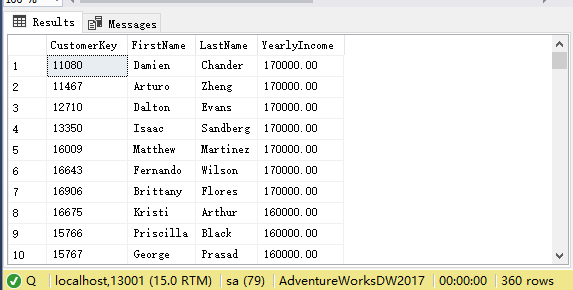 Results Messages
CustomerKey FirstName LastName YearlyIncome
1 11080 Damien Chander 170000.00
2 11467 Arturo Zheng 170000.00
3 12710 Dalton Evans 170000.00
4 13350 Isaac Sandberg 170000.00
5 16009 Matthew Martinez 170000.00
6 16643 Fernando Wilson 170000.00
7 16906 Brittany Flores 170000.00
8 16675 Kristi Arthur 160000.00
9 15766 Priscilla Black 160000.00
10 15767 George Prasad 160000.00
Q localhost,13001 (15.0 RTM) sa (79) AdventureWorksDW2017 00:00:00 360 rows